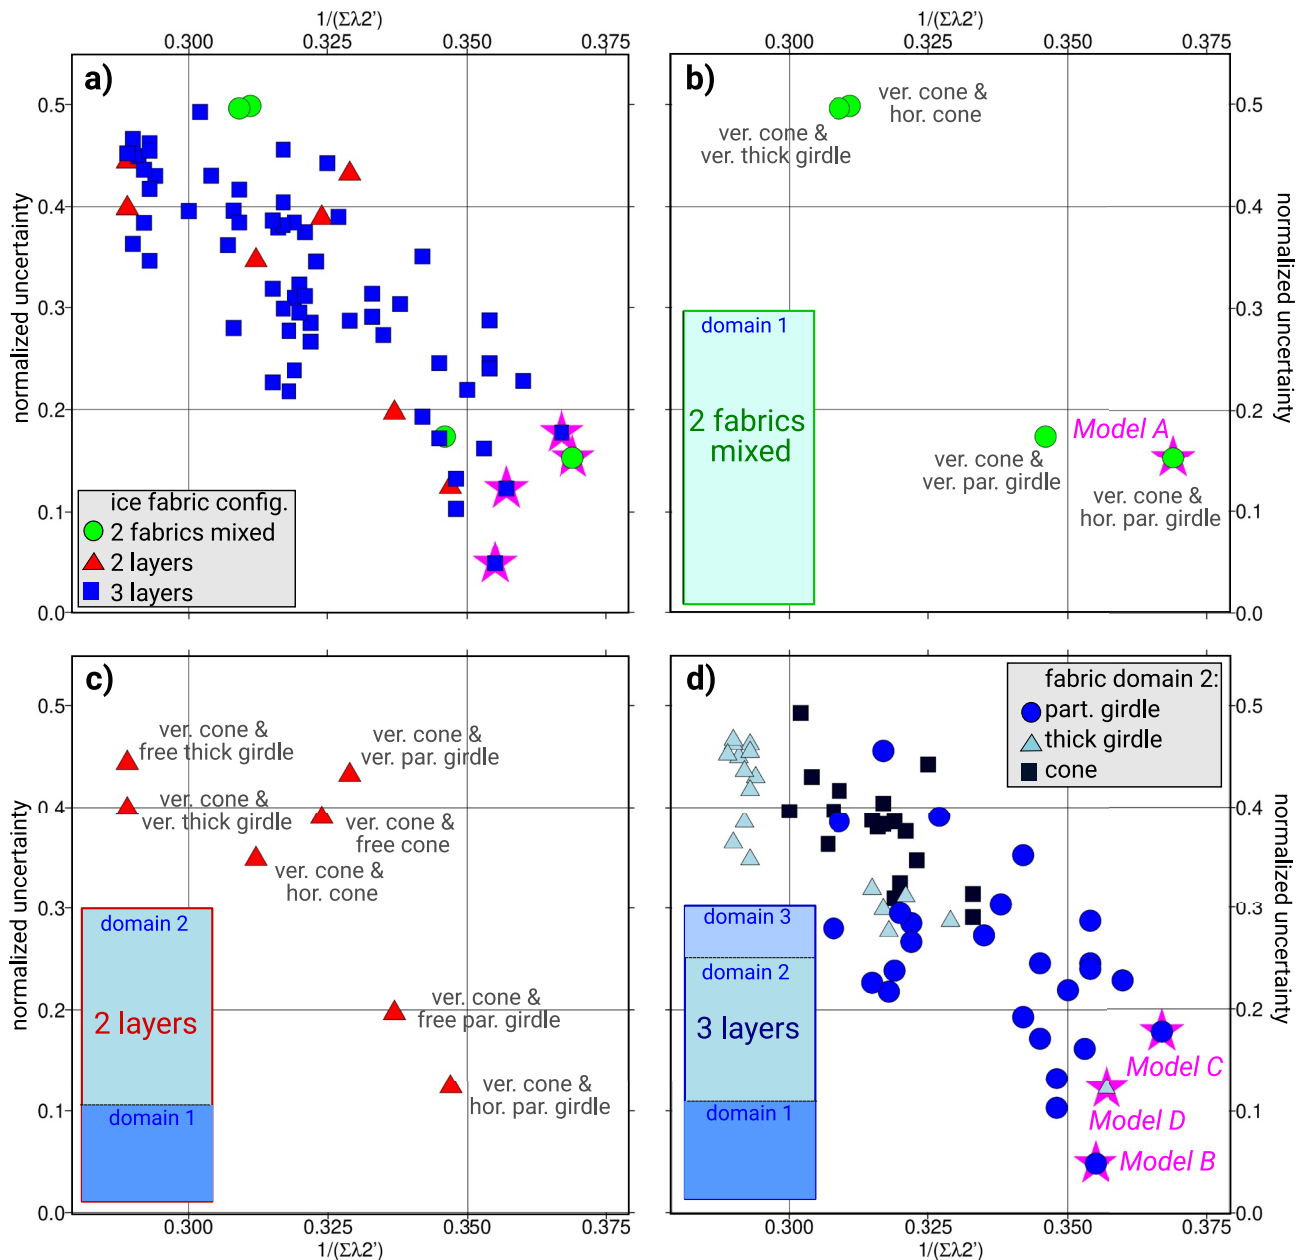 1/(Σλ2')
1/(Σλ2')
0.300
0.325
0.350
0.375
0.300
0.325
0.350
0.375
a)
normalized uncertainty
0.5
0.4
0.3
0.2
0.1
0.0
ice fabric config.
2 fabrics mixed
2 layers
3 layers
b)
ver. cone &
hor. cone
ver. cone &
ver. thick girdle
domain 1
2 fabrics
mixed
Model A
ver. cone &
ver. par. girdle
ver. cone &
hor. par. girdle
0.5
0.4
0.3
0.2
0.1
0.0
normalized uncertainty
c)
normalized uncertainty
0.5
0.4
0.3
0.2
0.1
0.0
ver. cone &
free thick girdle
ver. cone &
ver. par. girdle
ver. cone &
ver. thick girdle
ver. cone &
free cone
ver. cone &
hor. cone
domain 2
2 layers
domain 1
ver. cone &
free par. girdle
ver. cone &
hor. par. girdle
0.300
0.325
0.350
0.375
1/(Σλ2')
d)
fabric domain 2:
part. girdle
thick girdle
cone
domain 3
domain 2
3 layers
domain 1
Model C
Model D
Model B
0.5
0.4
0.3
0.2
0.1
0.0
normalized uncertainty
0.300
0.325
0.350
0.375
1/(Σλ2')